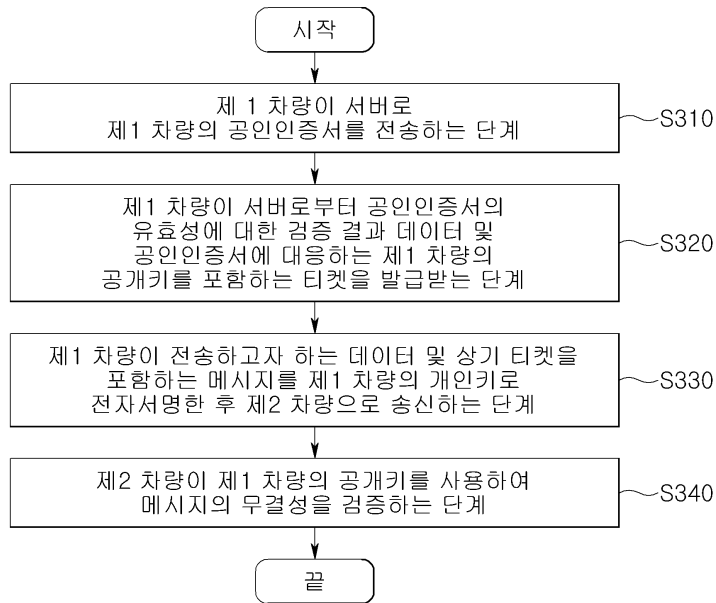 시작
제 1 차량이 서버로
제1 차량의 공인인증서를 전송하는 단계
S310
제1 차량이 서버로부터 공인인증서의
유효성에 대한 검증 결과 데이터 및
공인인증서에 대응하는 제1 차량의
공개키를 포함하는 티켓을 발급받는 단계
S320
제1 차량이 전송하고자 하는 데이터 및 상기 티켓을
포함하는 메시지를 제1 차량의 개인키로
전자서명한 후 제2 차량으로 송신하는 단계
S330
제2 차량이 제1 차량의 공개키를 사용하여
메시지의 무결성을 검증하는 단계
S340
끝